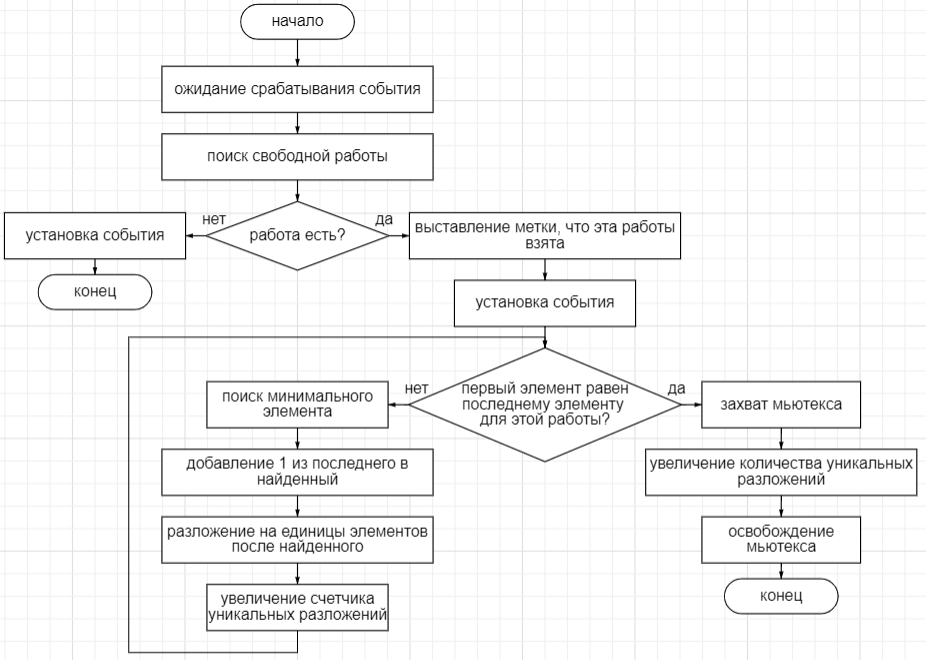 начало
ожидание срабатывания события
поиск свободной работы
нет
работа есть?
да
установка события
выставление метки, что эта работы
взята
конец
установка события
нет
первый элемент равен
последнему элементу
для этой работы?
да
поиск минимального
элемента
захват мьютекса
добавление 1 из последнего в
найденный
увеличение количества уникальных
разложений
разложение на единицы элементов
после найденного
освобождение
мьютекса
увеличение счетчика
уникальных разложений
конец